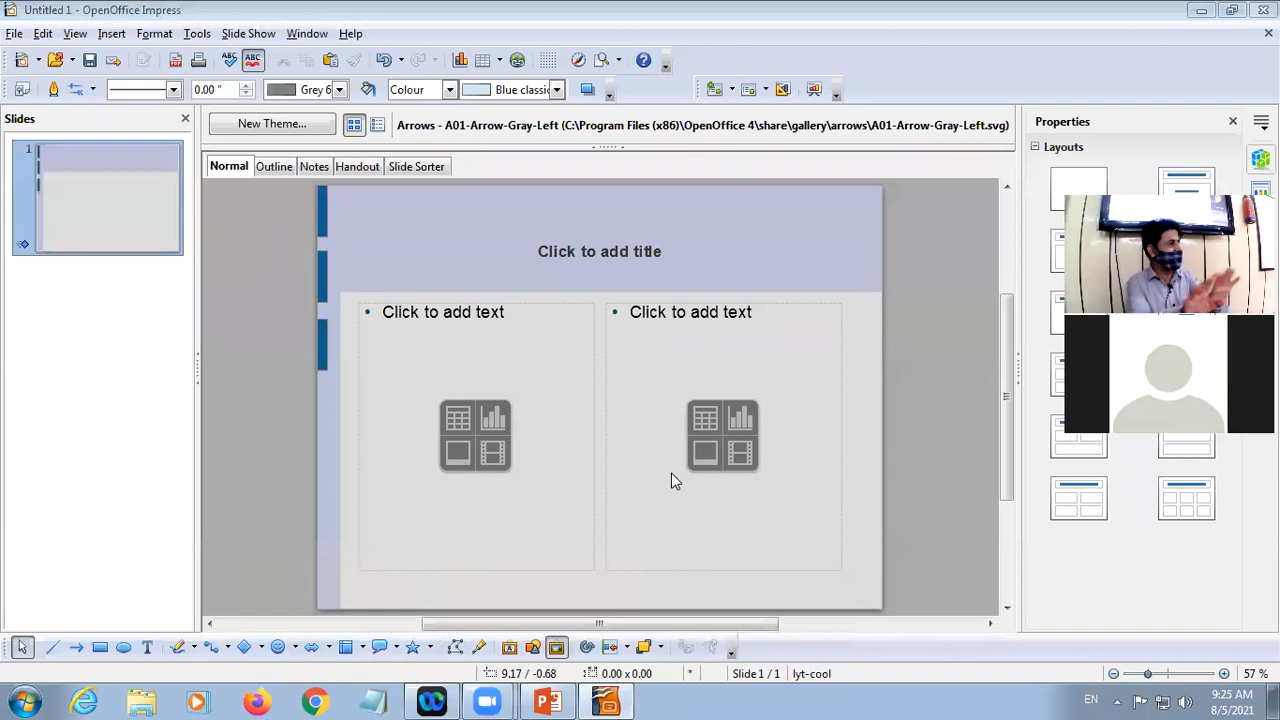 Untitled 1 - OpenOffice Impress
File Edit View Insert Format Tools Slide Show Window Help
ABC ABC
0.00 " Grey 6 Colour Blue classic
Slides
New Theme... Arrows - A01-Arrow-Gray-Left (C:\Program Files (x86)\OpenOffice 4\share\gallery\arrows\A01-Arrow-Gray-Left.svg)
Properties
Layouts
1
Normal Outline Notes Handout Slide Sorter
Click to add title
• Click to add text
• Click to add text
9.17 / -0.68 0.00 x 0.00 * Slide 1 / 1 lyt-cool 57 %
EN 9:25 AM
8/5/2021